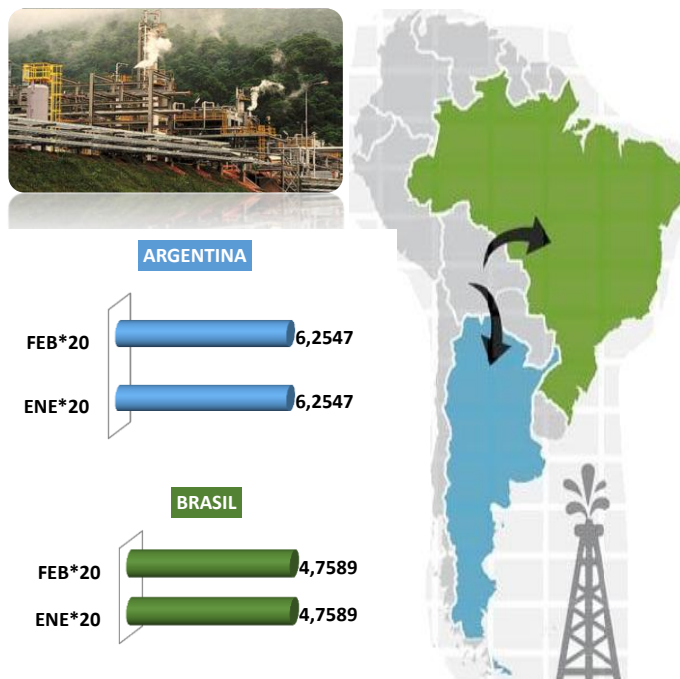 ARGENTINA
FEB*20 6,2547
ENE*20 6,2547
BRASIL
FEB*20 4,7589
ENE*20 4,7589